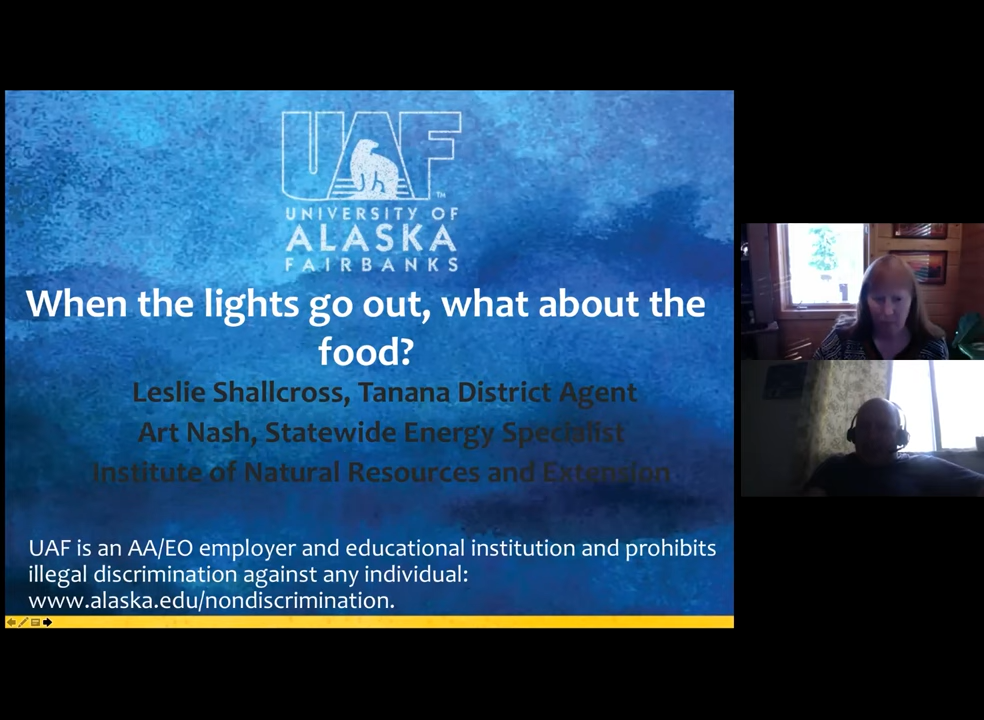 UAF
TM
UNIVERSITY OF
ALASKA
FAIRBANKS
When the lights go out, what about the
food?
Leslie Shallcross, Tanana District Agent
Art Nash, Statewide Energy Specialist
Institute of Natural Resources and Extension
UAF is an AA/EO employer and educational institution and prohibits
illegal discrimination against any individual:
www.alaska.edu/nondiscrimination.